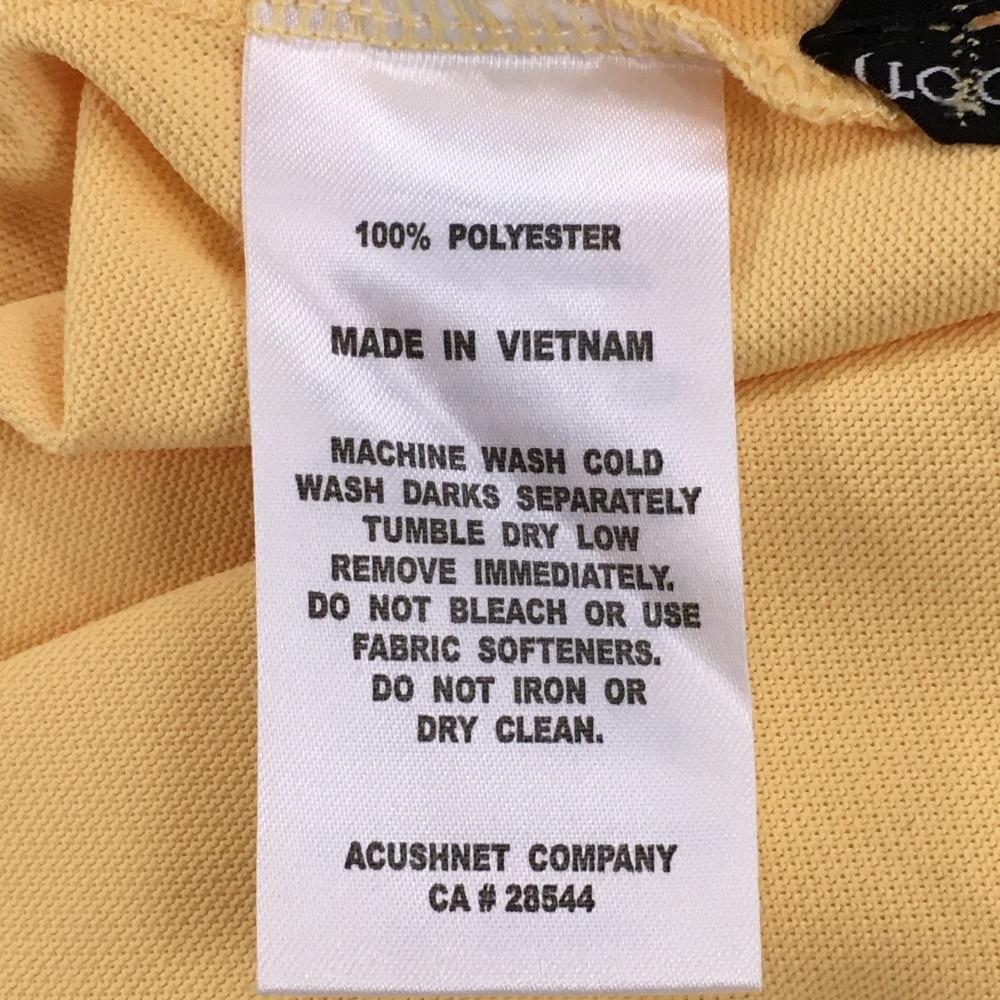 100% POLYESTER
MADE IN VIETNAM
MACHINE WASH COLD
WASH DARKS SEPARATELY
TUMBLE DRY LOW
REMOVE IMMEDIATELY.
DO NOT BLEACH OR USE
FABRIC SOFTENERS.
DO NOT IRON OR
DRY CLEAN.
ACUSHNET COMPANY
CA # 28544